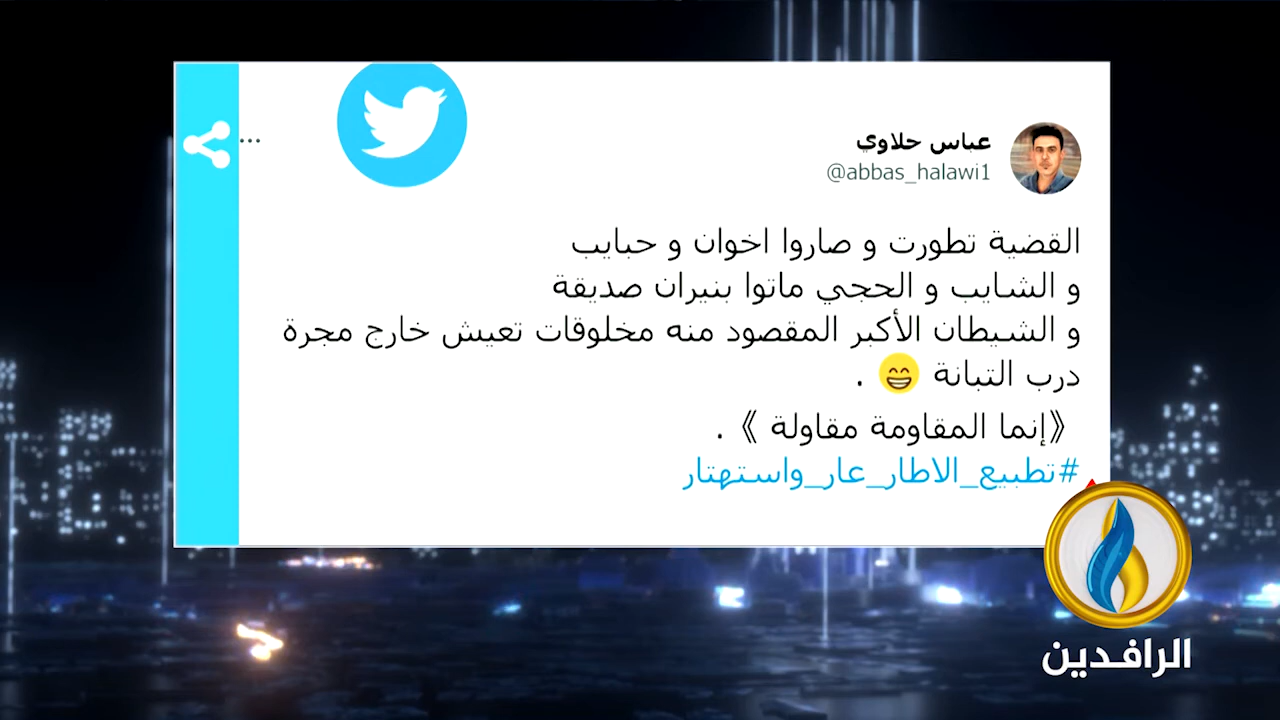 عباس حلاوي
@abbas_halawi1
القضية تطورت و صاروا اخوان و حبايب
و الشايب و الحجي ماتوا بنيران صديقة
و الشيطان الأكبر المقصود منه مخلوقات تعيش خارج مجرة
درب التبانة 😁 .
《إنما المقاومة مقاولة 》 .
#تطبيع_الاطار_عار_واستهتار
الرافدين